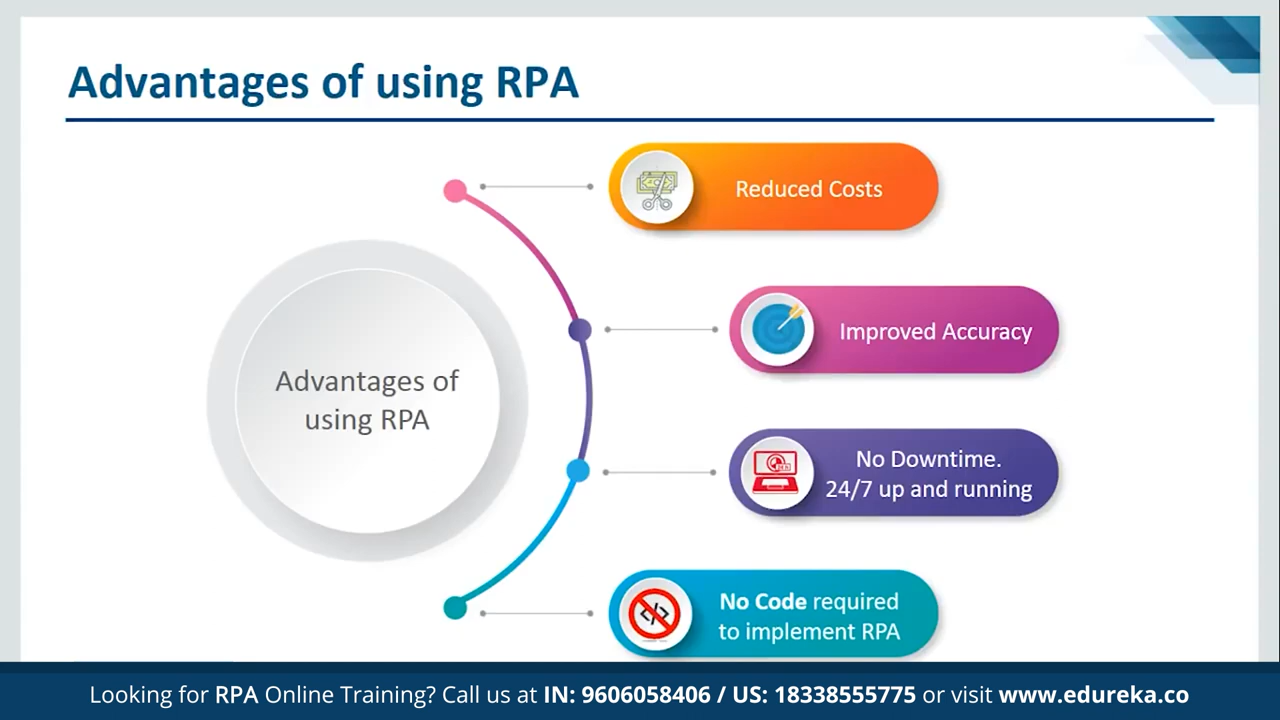 Advantages of using RPA
Reduced Costs
Improved Accuracy
Advantages of
using RPA
No Downtime.
24/7 up and running
No Code required
to implement RPA
Looking for RPA Online Training? Call us at IN: 9606058406 / US: 18338555775 or visit www.edureka.co